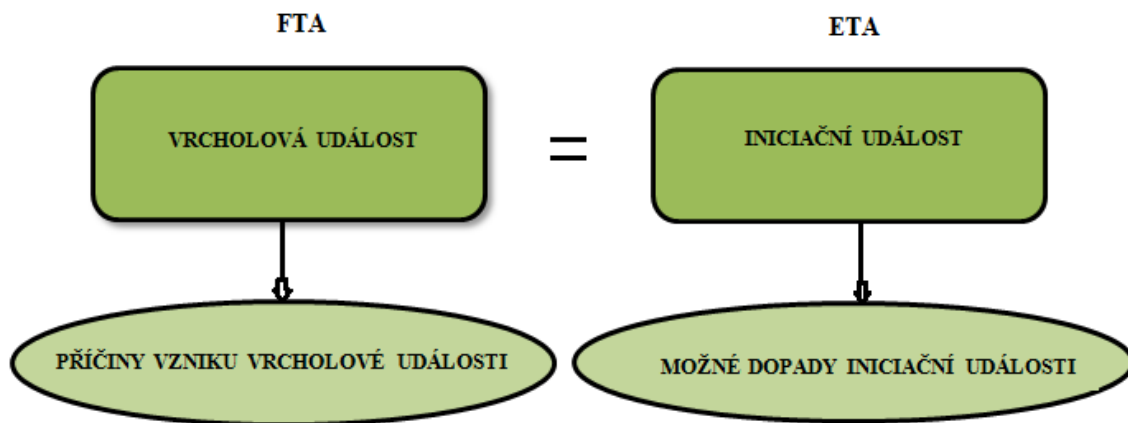 FTA
ETA
VRCHOLOVÁ UDÁLOST
=
INICIAČNÍ UDÁLOST
PŘÍČINY VZNIKU VRCHOLOVÉ UDÁLOSTI
MOŽNÉ DOPADY INICIAČNÍ UDÁLOSTI